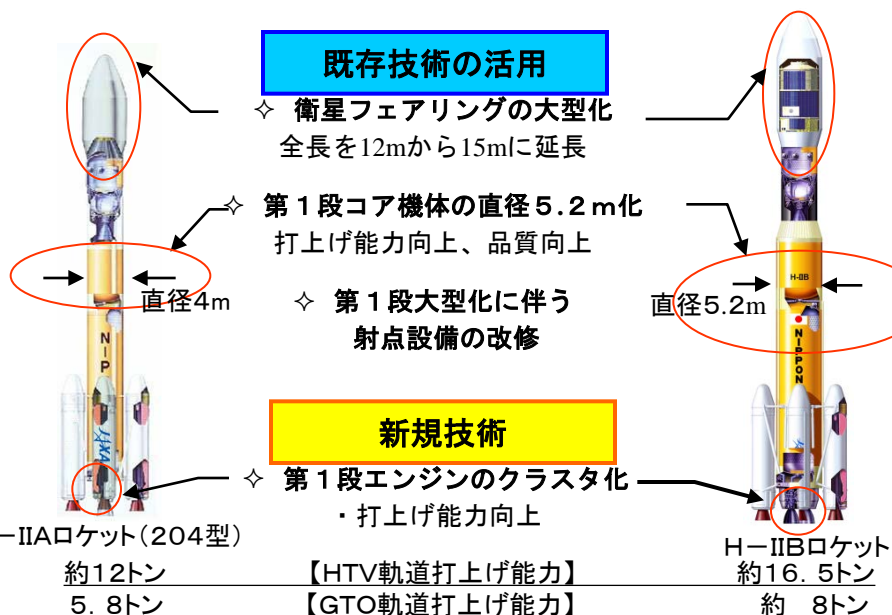 既存技術の活用
✧ 衛星フェアリングの大型化
全長を12mから15mに延長
✧ 第1段コア機体の直径5.2m化
打上げ能力向上、品質向上
直径4m
✧ 第1段大型化に伴う
射点設備の改修
直径5.2m
H-ⅡB
NIPPON
NIP
JAXA
新規技術
✧ 第1段エンジンのクラスタ化
・打上げ能力向上
-ⅡAロケット(204型)
H-ⅡBロケット
約12トン 【HTV軌道打上げ能力】 約16.5トン
5.8トン 【GTO軌道打上げ能力】 約 8トン